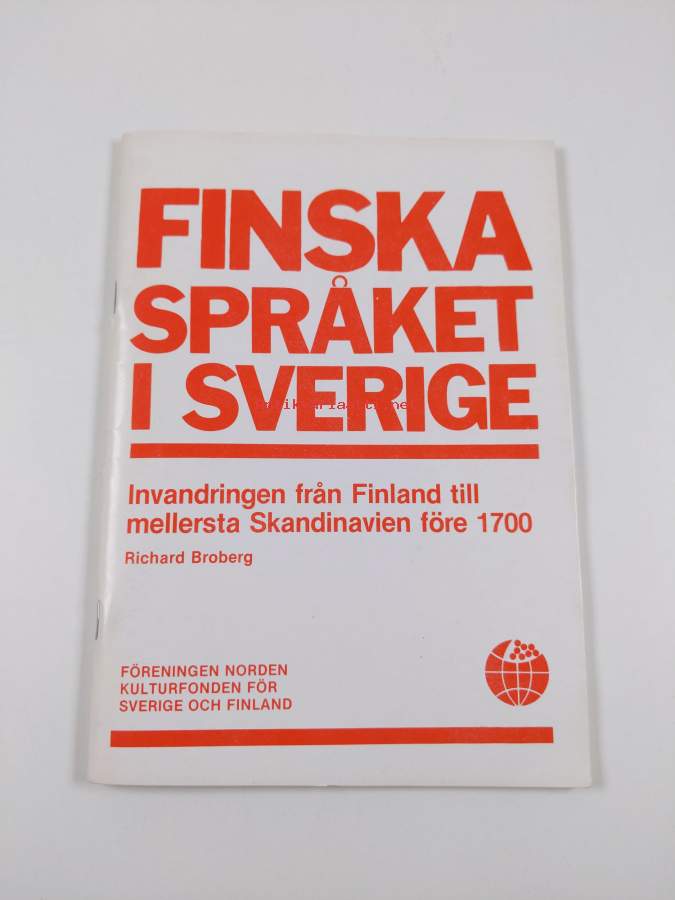 FINSKA
SPRÅKET
I SVERIGE
Invandringen från Finland till
mellersta Skandinavien före 1700
Richard Broberg
FÖRENINGEN NORDEN
KULTURFONDEN FÖR
SVERIGE OCH FINLAND